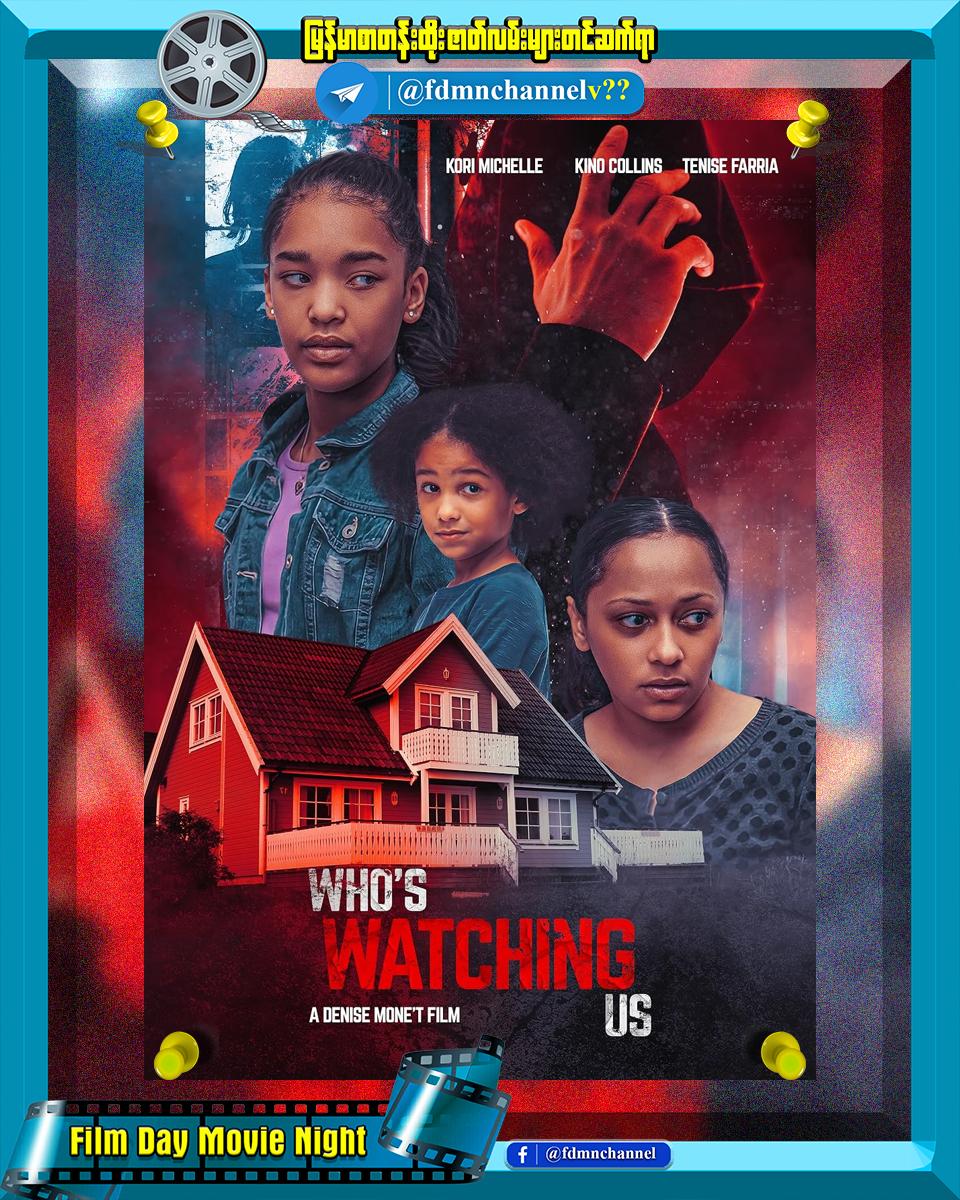 မြန်မာစာတန်းထိုးဇာတ်လမ်းများတင်ဆက်ရာ
@fdmnchannelv??
KORI MICHELLE KINO COLLINS TENISE FARRIA
WHO'S
WATCHING
US
A DENISE MONE'T FILM
Film Day Movie Night
@fdmnchannel